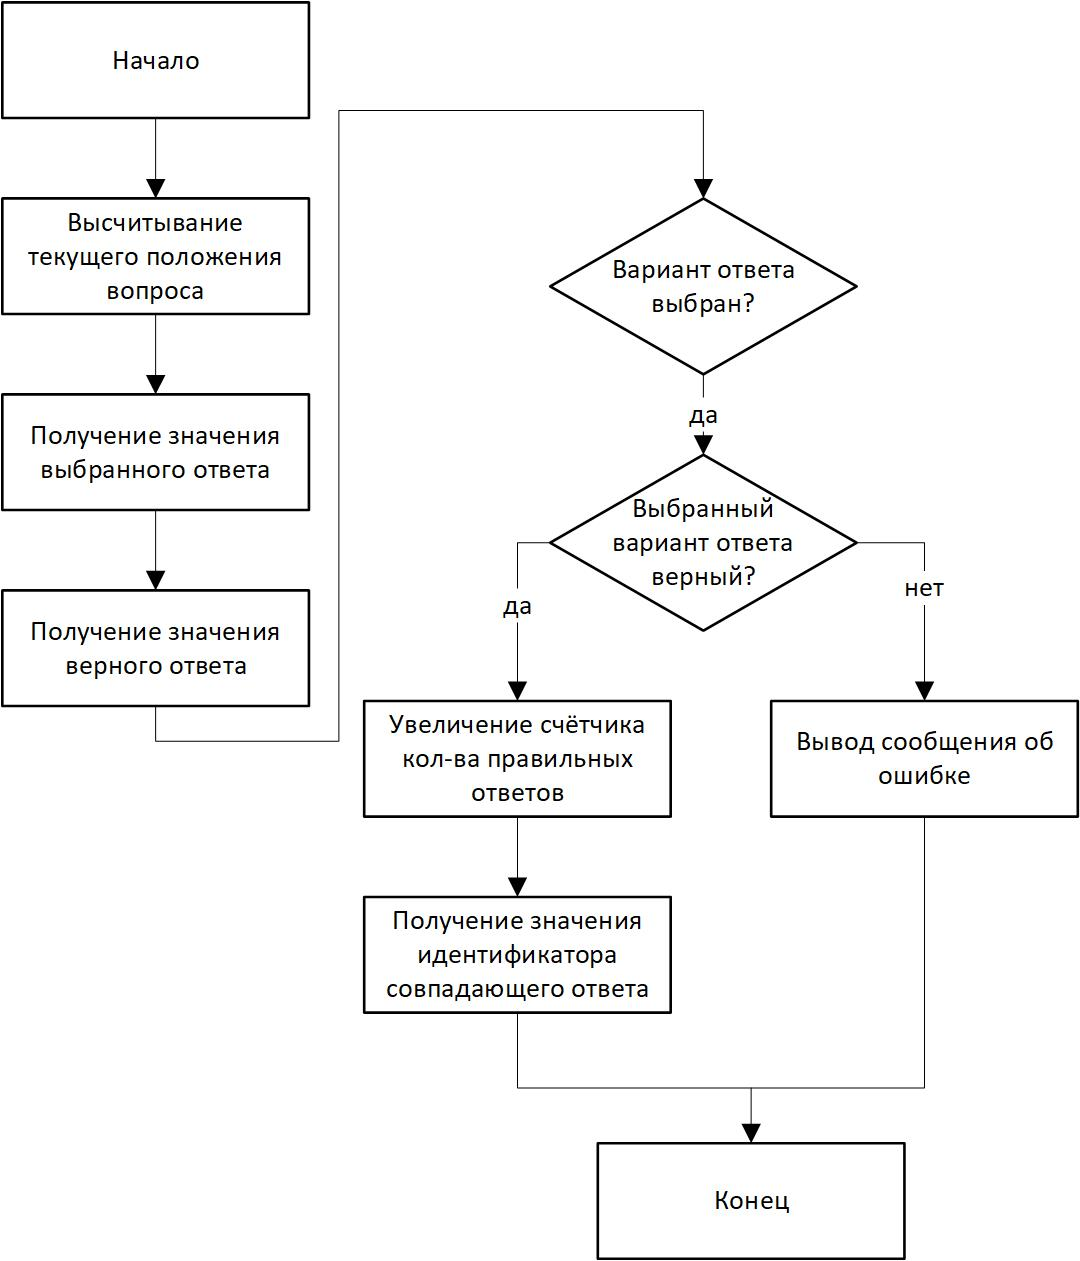 Начало
Высчитывание
текущего положения
вопроса
Получение значения
выбранного ответа
Получение значения
верного ответа
Вариант ответа
выбран?
да
Выбранный
вариант ответа
верный?
да
нет
Увеличение счётчика
кол-ва правильных
ответов
Вывод сообщения об
ошибке
Получение значения
идентификатора
совпадающего ответа
Конец